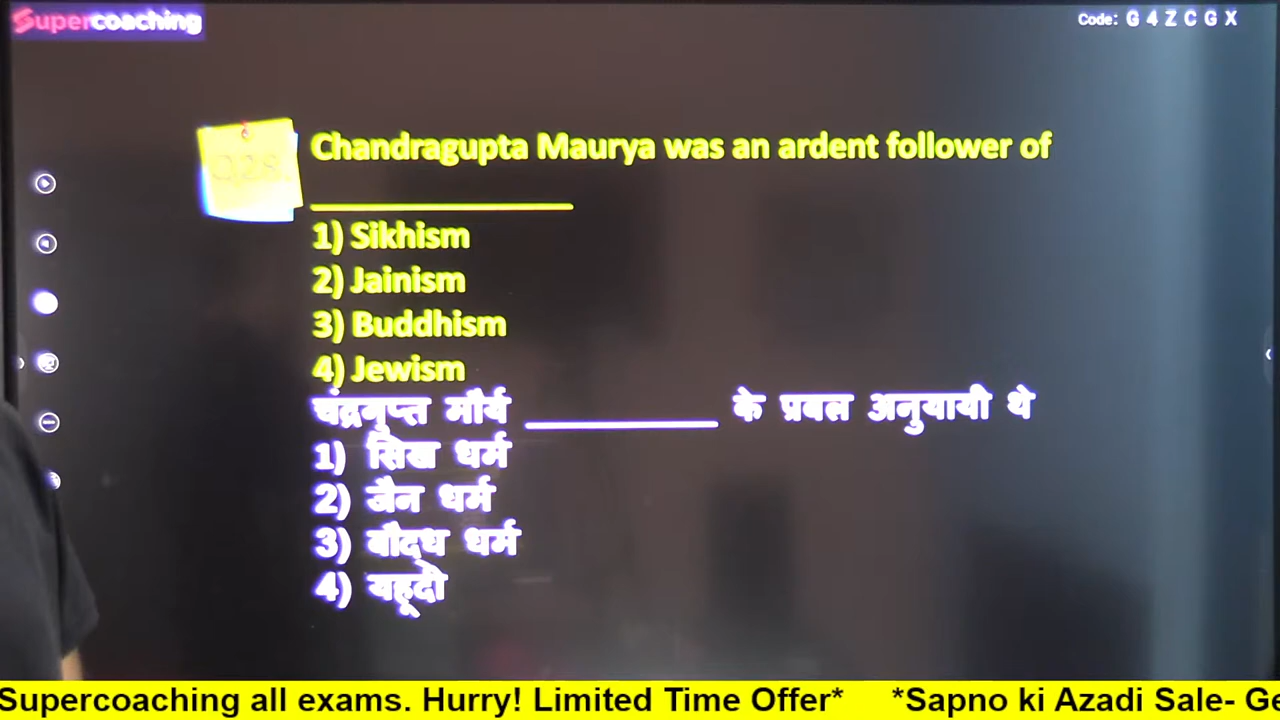 Supercoaching
Code: G 4 Z C G X
Q28.
Chandragupta Maurya was an ardent follower of
1) Sikhism
2) Jainism
3) Buddhism
4) Jewism
चंद्रगुप्त मौर्य __________ के प्रबल अनुयायी थे
1) सिख धर्म
2) जैन धर्म
3) बौद्ध धर्म
4) यहूदी
Supercoaching all exams. Hurry! Limited Time Offer* *Sapno ki Azadi Sale- Ge